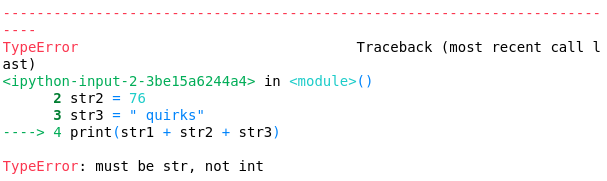 ---------------------------------------------------------------------------
TypeError                                 Traceback (most recent call last)
<ipython-input-2-3be15a6244a4> in <module>()
      2 str2 = 76
      3 str3 = " quirks"
----> 4 print(str1 + str2 + str3)
TypeError: must be str, not int